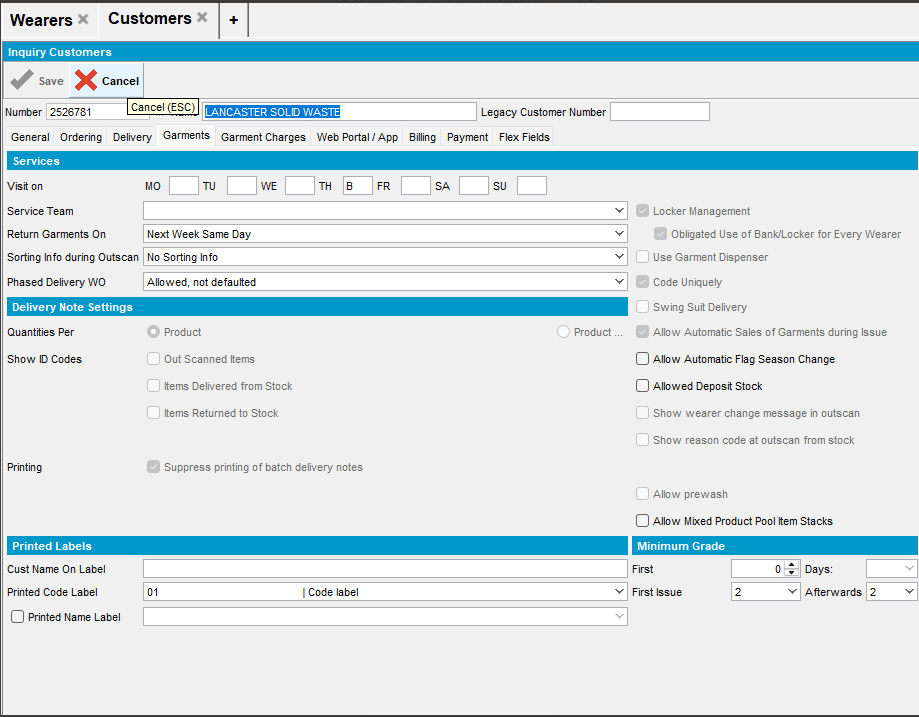 Wearers Customers +
Inquiry Customers
Save Cancel
Cancel (ESC)
Number 2526781 LANCASTER SOLID WASTE Legacy Customer Number
General Ordering Delivery Garments Garment Charges Web Portal / App Billing Payment Flex Fields
Services
Visit on MO TU WE TH B FR SA SU
Service Team Locker Management
Return Garments On Next Week Same Day Obligated Use of Bank/Locker for Every Wearer
Sorting Info during Outscan No Sorting Info Use Garment Dispenser
Phased Delivery WO Allowed, not defaulted Code Uniquely
Delivery Note Settings Swing Suit Delivery
Quantities Per Product Product ... Allow Automatic Sales of Garments during Issue
Show ID Codes Out Scanned Items Allow Automatic Flag Season Change
Items Delivered from Stock Allowed Deposit Stock
Items Returned to Stock Show wearer change message in outscan
Show reason code at outscan from stock
Printing Suppress printing of batch delivery notes
Allow prewash
Allow Mixed Product Pool Item Stacks
Printed Labels Minimum Grade
Cust Name On Label First 0 Days:
Printed Code Label 01 | Code label First Issue 2 Afterwards 2
Printed Name Label